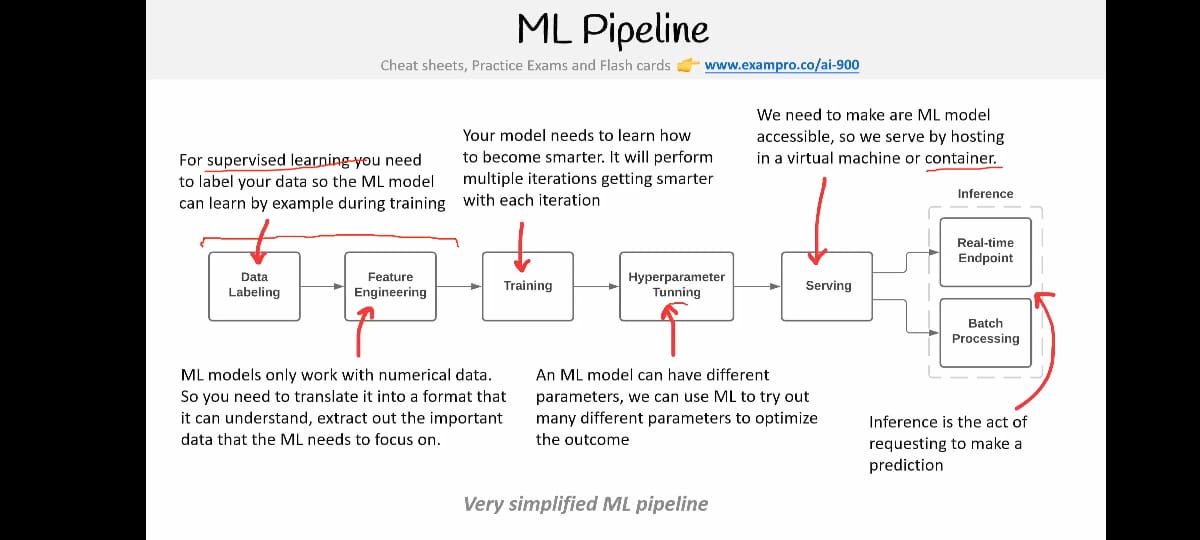 ML Pipeline
Cheat sheets, Practice Exams and Flash cards 👉 www.exampro.co/ai-900
For supervised learning you need
to label your data so the ML model
can learn by example during training
Your model needs to learn how
to become smarter. It will perform
multiple iterations getting smarter
with each iteration
We need to make are ML model
accessible, so we serve by hosting
in a virtual machine or container.
Inference
Data
Labeling
Feature
Engineering
Training
Hyperparameter
Tunning
Serving
Real-time
Endpoint
Batch
Processing
ML models only work with numerical data.
So you need to translate it into a format that
it can understand, extract out the important
data that the ML needs to focus on.
An ML model can have different
parameters, we can use ML to try out
many different parameters to optimize
the outcome
Inference is the act of
requesting to make a
prediction
Very simplified ML pipeline